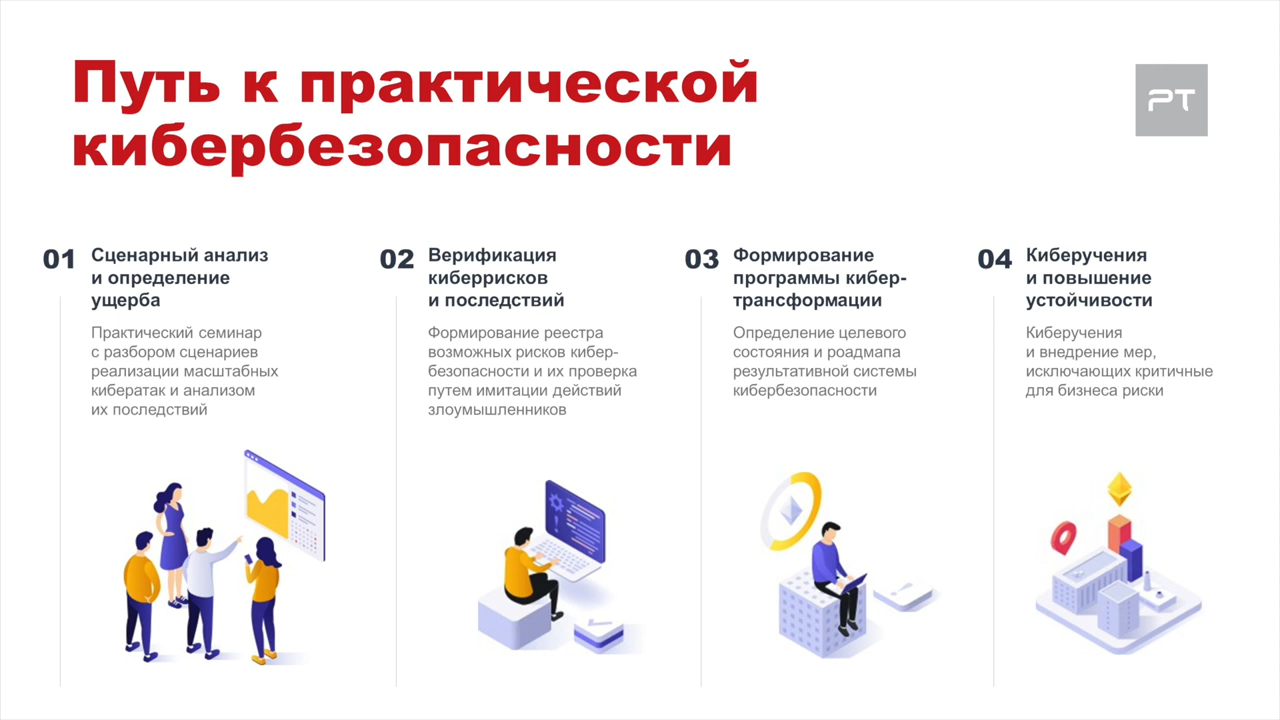 Путь к практической
кибербезопасности
PT
01
Сценарный анализ
и определение
ущерба
Практический семинар
с разбором сценариев
реализации масштабных
кибератак и анализом
их последствий
02
Верификация
киберрисков
и последствий
Формирование реестра
возможных рисков кибер-
безопасности и их проверка
путем имитации действий
злоумышленников
03
Формирование
программы кибер-
трансформации
Определение целевого
состояния и роадмапа
результативной системы
кибербезопасности
04
Киберучения
и повышение
устойчивости
Киберучения
и внедрение мер,
исключающих критичные
для бизнеса риски